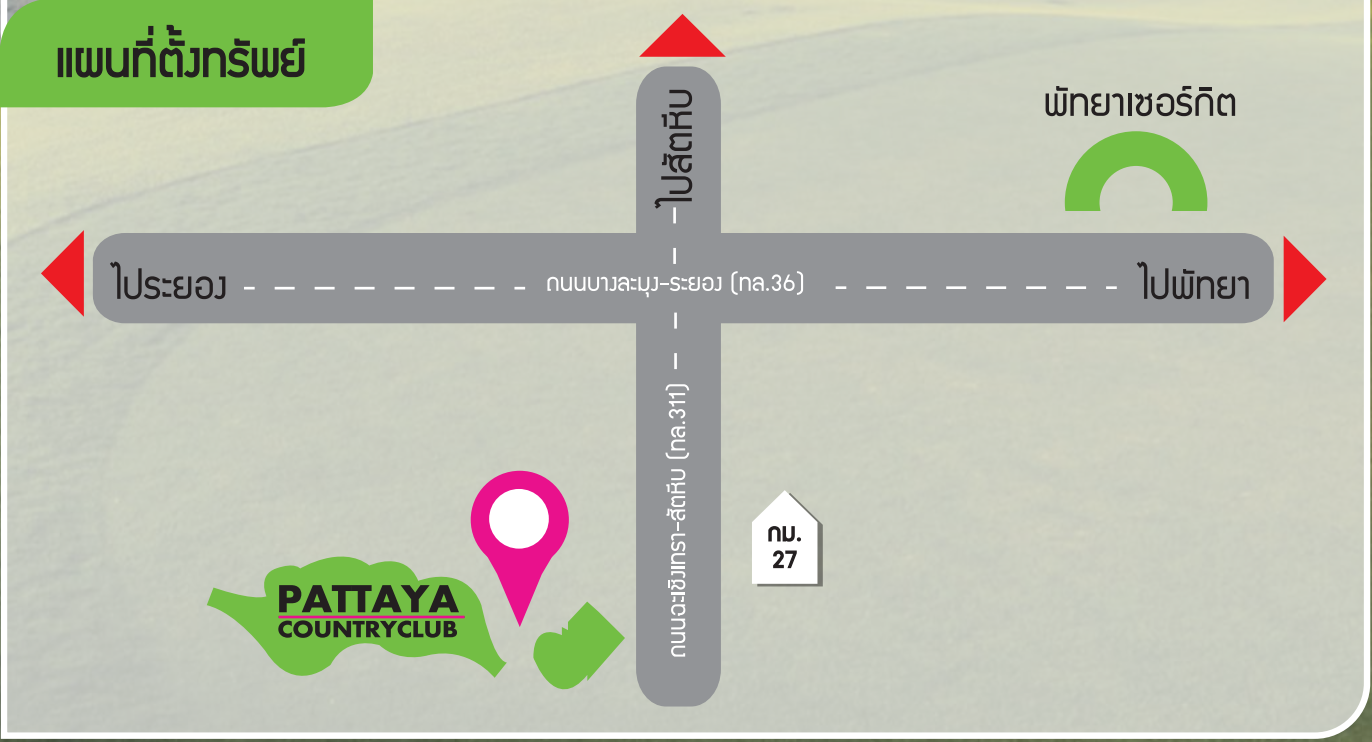 แผนที่ตั้งทรัพย์
ไปสัตหีบ
พัทยาเซอร์กิต
ไประยอง
ถนนบางละมุง-ระยอง (ทล.36)
ไปพัทยา
ถนนฉะเชิงเทรา-สัตหีบ (ทล.311)
กม.
27
PATTAYA
COUNTRYCLUB